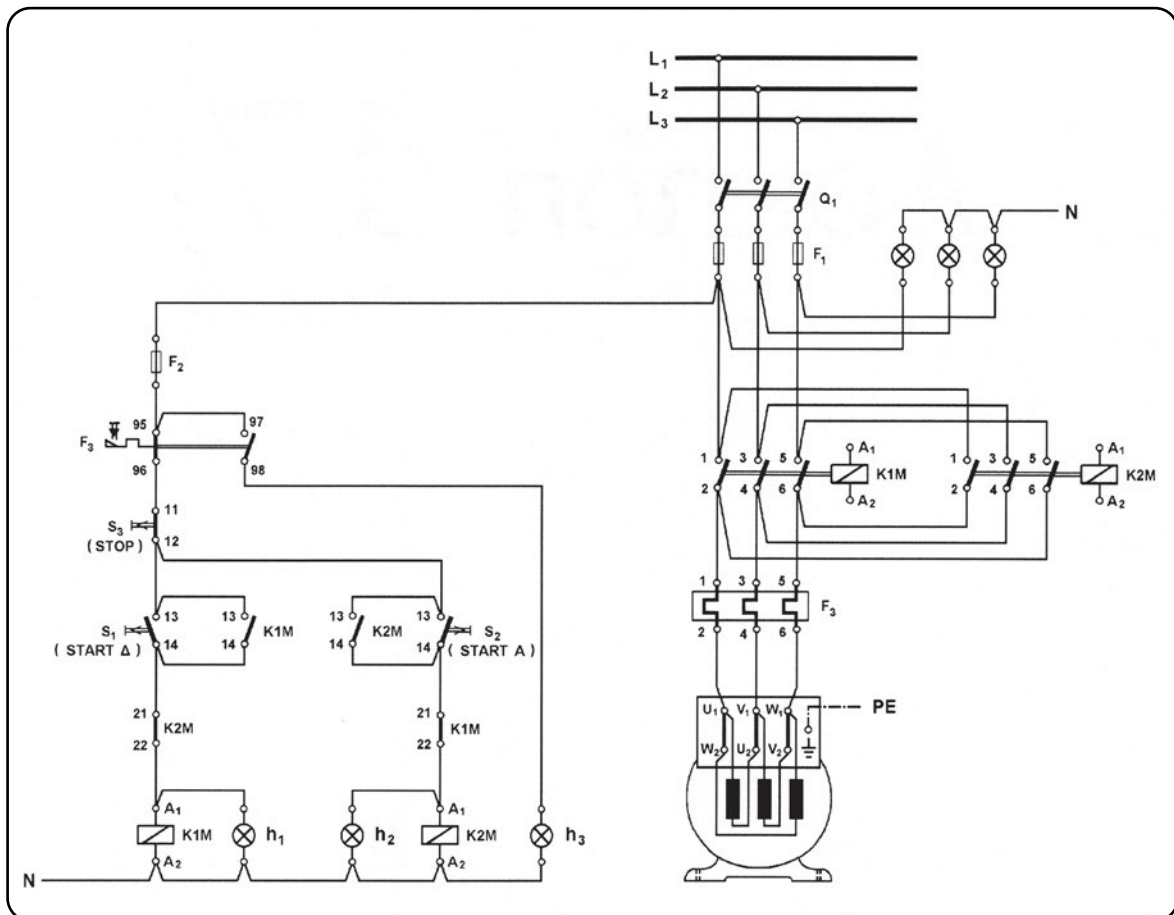 L₁
L₂
L₃
Q₁
N
F₁
F₂
95 97
F₃
96 98
A₁ A₁
1 3 5 1 3 5
K1M K2M
2 4 6 2 4 6
A₂ A₂
11
S₃
( STOP ) 12
1 3 5
F₃
2 4 6
13 13 13 13
S₁ K1M K2M S₂
14 14 14 14
( START Δ ) ( START A )
U₁ V₁ W₁ PE
W₂ U₂ V₂
21 21
K2M K1M
22 22
A₁ A₁
K1M h₁ h₂ K2M h₃
A₂ A₂
N